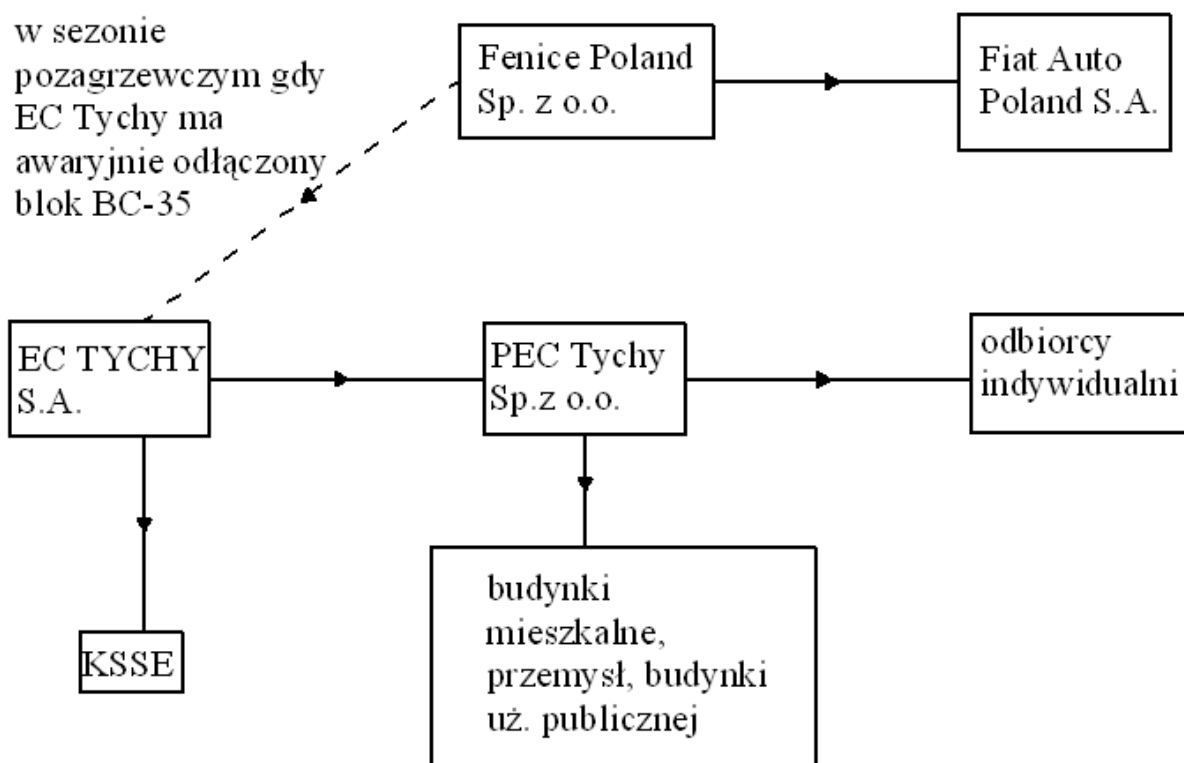 w sezonie
pozagrzewczym gdy
EC Tychy ma
awaryjnie odłączony
blok BC-35
Fenice Poland
Sp. z o.o.
Fiat Auto
Poland S.A.
EC TYCHY
S.A.
PEC Tychy
Sp.z o.o.
odbiorcy
indywidualni
KSSE
budynki
mieszkalne,
przemysł, budynki
uż. publicznej